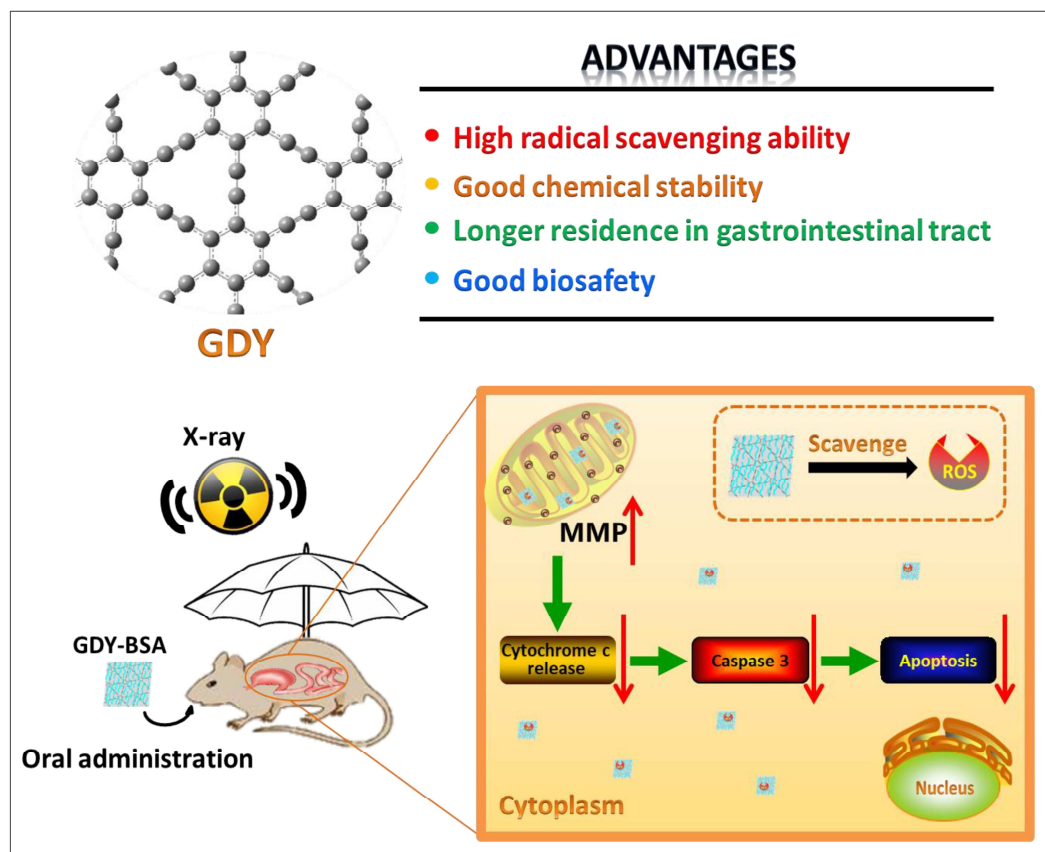 ADVANTAGES
• High radical scavenging ability
• Good chemical stability
• Longer residence in gastrointestinal tract
• Good biosafety
GDY
X-ray
GDY-BSA
Oral administration
MMP
Scavenge
ROS
Cytochrome c
release
Caspase 3
Apoptosis
Cytoplasm
Nucleus